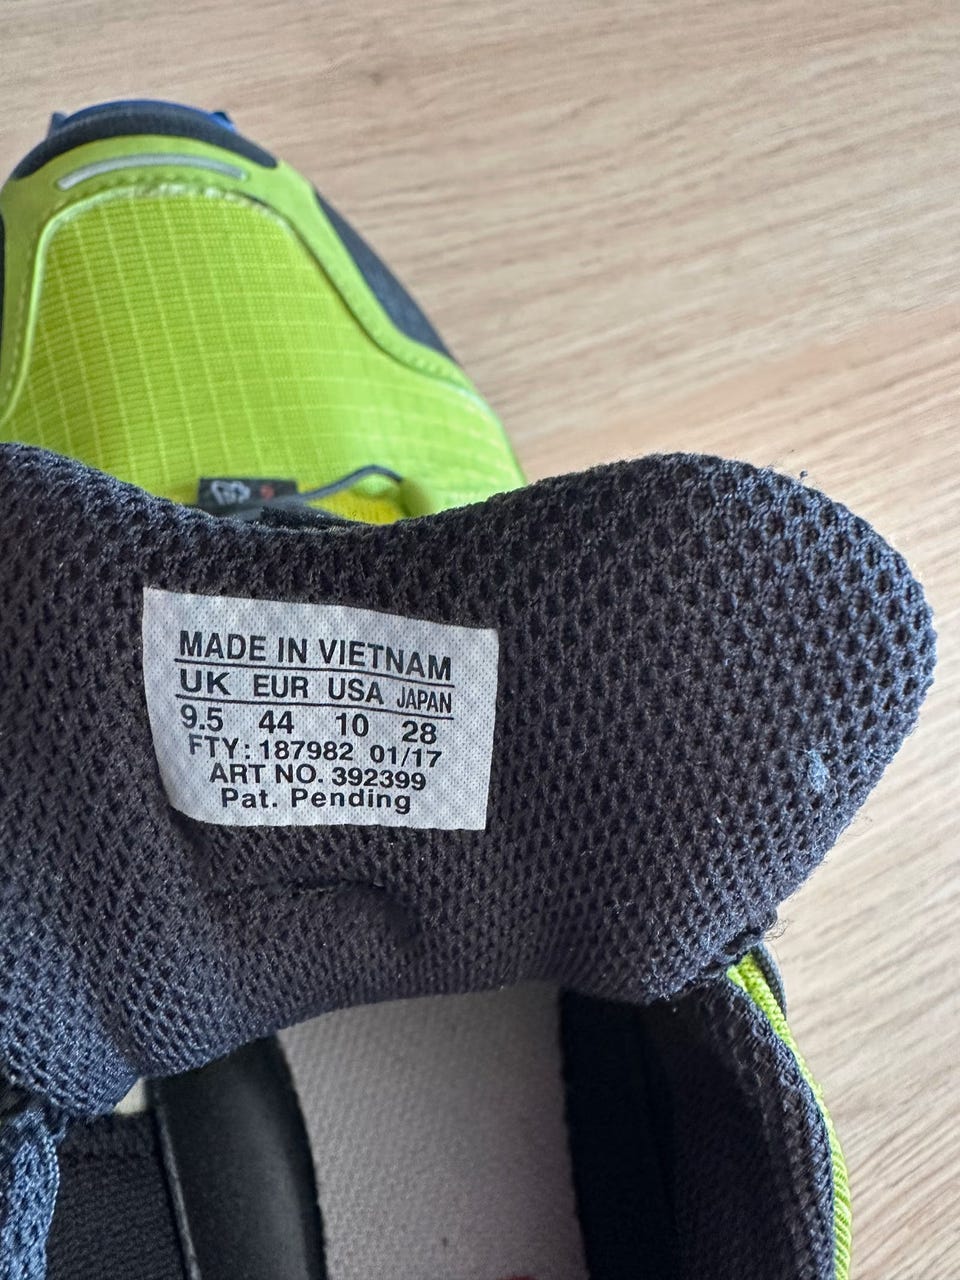 MADE IN VIETNAM
UK EUR USA JAPAN
9.5 44 10 28
FTY: 187982 01/17
ART NO. 392399
Pat. Pending